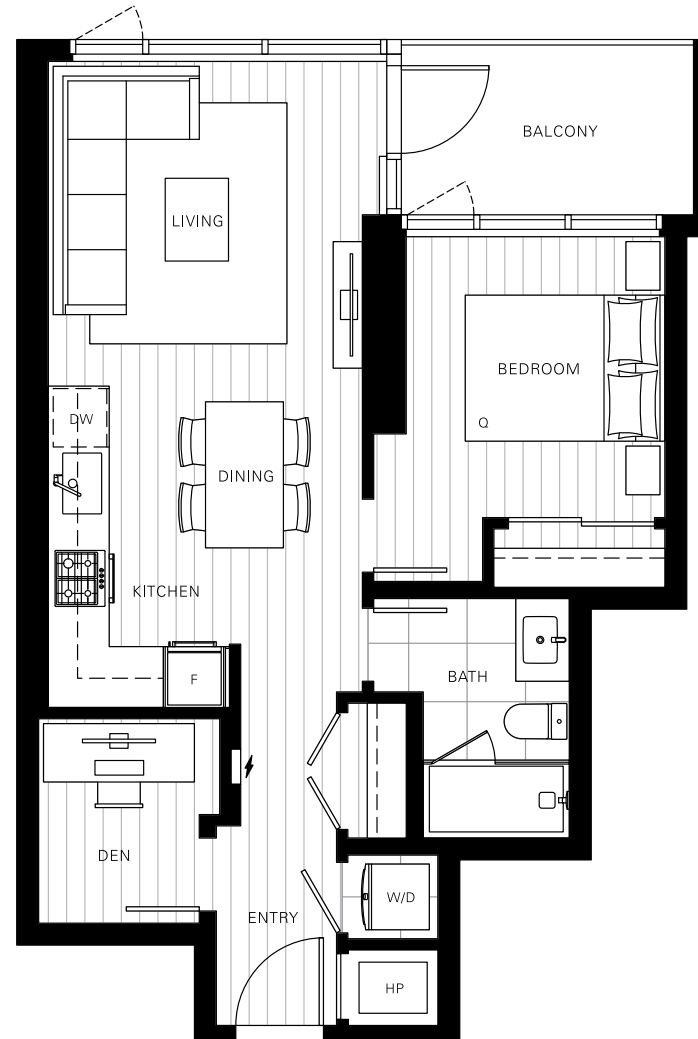 BALCONY
LIVING
BEDROOM
Q
DW
DINING
KITCHEN
F
BATH
DEN
W/D
ENTRY
HP